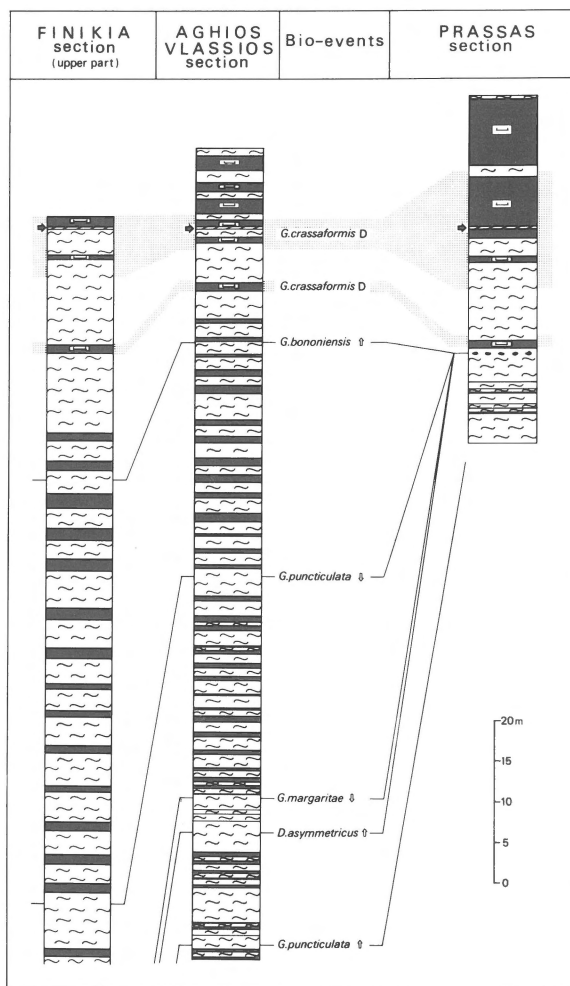 FINIKIA
section
(upper part)
AGHIOS
VLASSIOS
section
Bio-events
PRASSAS
section
G.crassaformis D
G.crassaformis D
G.bononiensis ⇧
G.puncticulata ⇩
G.margaritae ⇩
D.asymmetricus ⇧
G.puncticulata ⇧
20m
15
10
5
0